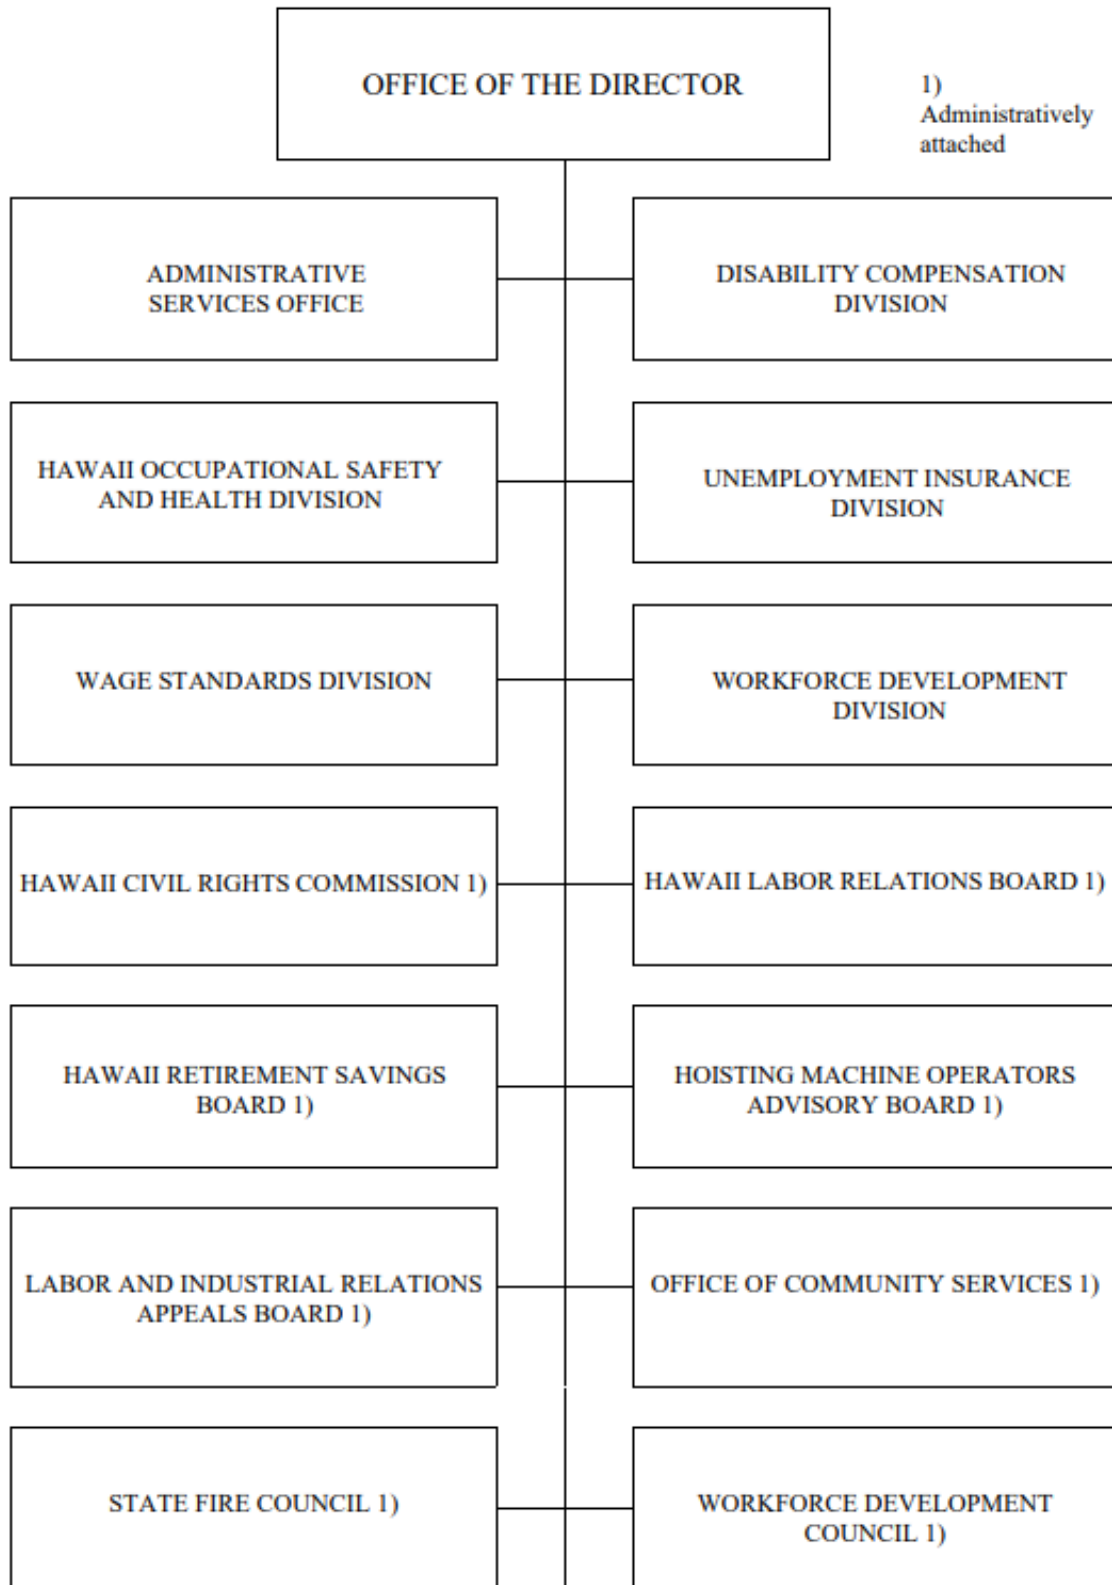 OFFICE OF THE DIRECTOR
1)
Administratively
attached
ADMINISTRATIVE
SERVICES OFFICE
DISABILITY COMPENSATION
DIVISION
HAWAII OCCUPATIONAL SAFETY
AND HEALTH DIVISION
UNEMPLOYMENT INSURANCE
DIVISION
WAGE STANDARDS DIVISION
WORKFORCE DEVELOPMENT
DIVISION
HAWAII CIVIL RIGHTS COMMISSION 1)
HAWAII LABOR RELATIONS BOARD 1)
HAWAII RETIREMENT SAVINGS
BOARD 1)
HOISTING MACHINE OPERATORS
ADVISORY BOARD 1)
LABOR AND INDUSTRIAL RELATIONS
APPEALS BOARD 1)
OFFICE OF COMMUNITY SERVICES 1)
STATE FIRE COUNCIL 1)
WORKFORCE DEVELOPMENT
COUNCIL 1)